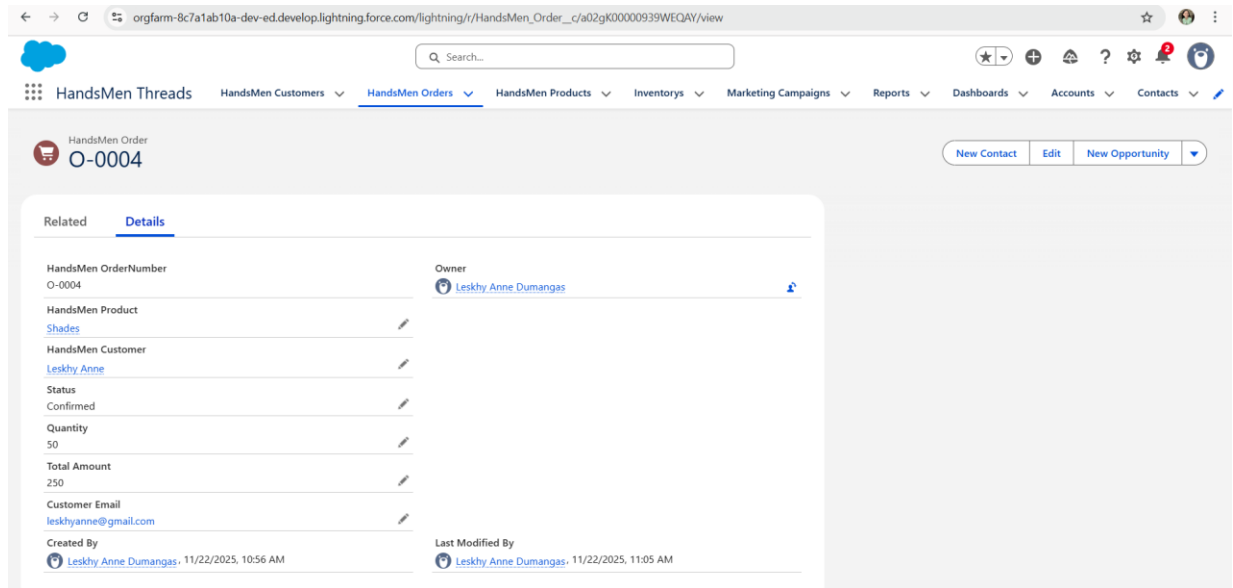 orgfarm-8c7a1ab10a-dev-ed.develop.lightning.force.com/lightning/r/HandsMen_Order__c/a02gK00000939WEQAY/view
Search...
2
HandsMen Threads HandsMen Customers HandsMen Orders HandsMen Products Inventorys Marketing Campaigns Reports Dashboards Accounts Contacts
HandsMen Order
O-0004
New Contact Edit New Opportunity
Related Details
HandsMen OrderNumber Owner
O-0004 Leskhy Anne Dumangas
HandsMen Product
Shades
HandsMen Customer
Leskhy Anne
Status
Confirmed
Quantity
50
Total Amount
250
Customer Email
leskhyanne@gmail.com
Created By Last Modified By
Leskhy Anne Dumangas, 11/22/2025, 10:56 AM Leskhy Anne Dumangas, 11/22/2025, 11:05 AM